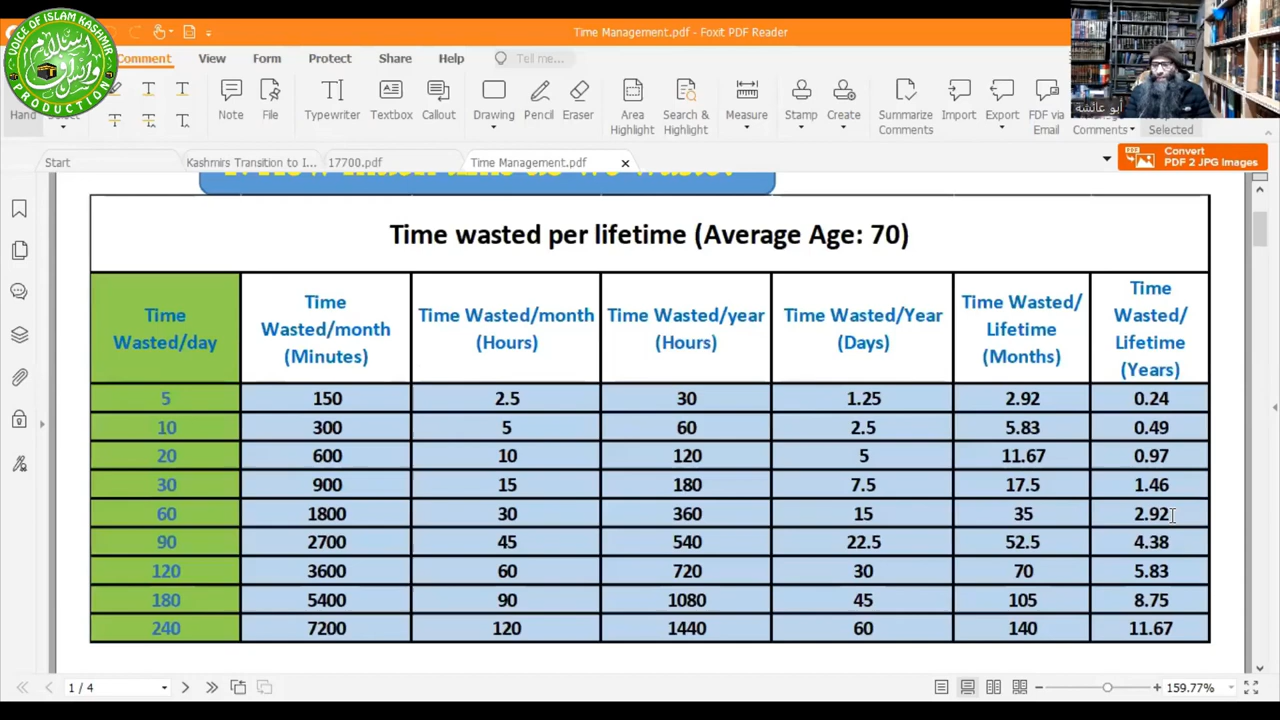 VOICE OF ISLAM KASHMIR
PRODUCTION
Time Management.pdf - Foxit PDF Reader
Comment View Form Protect Share Help Tell me...
Hand
Note File Typewriter Textbox Callout Drawing Pencil Eraser Area Highlight Search & Highlight Measure Stamp Create Summarize Comments Import Export PDF via Email Comments Selected
أبو عائشة
Start Kashmirs Transition to I... 17700.pdf Time Management.pdf
Convert
PDF 2 JPG Images
Time wasted per lifetime (Average Age: 70)
Time Wasted/day Time Wasted/month (Minutes) Time Wasted/month (Hours) Time Wasted/year (Hours) Time Wasted/Year (Days) Time Wasted/ Lifetime (Months) Time Wasted/ Lifetime (Years)
5 150 2.5 30 1.25 2.92 0.24
10 300 5 60 2.5 5.83 0.49
20 600 10 120 5 11.67 0.97
30 900 15 180 7.5 17.5 1.46
60 1800 30 360 15 35 2.92
90 2700 45 540 22.5 52.5 4.38
120 3600 60 720 30 70 5.83
180 5400 90 1080 45 105 8.75
240 7200 120 1440 60 140 11.67
1 / 4
159.77%